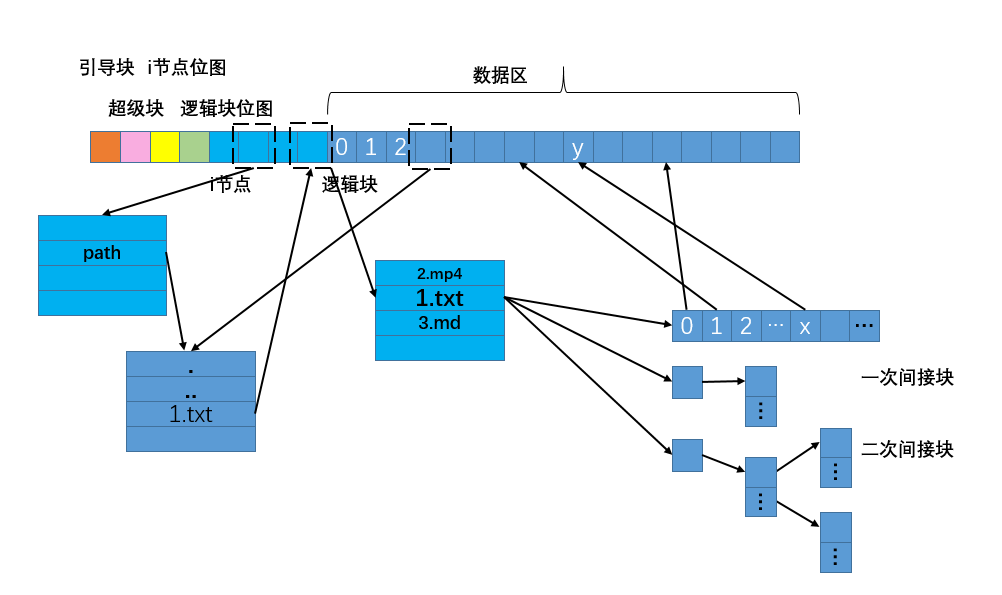 引导块 i节点位图
数据区
超级块 逻辑块位图
0 1 2 y
i节点
逻辑块
path
2.mp4
1.txt
3.md
0 1 2 ... x ...
.
..
1.txt
一次间接块
⋮
二次间接块
⋮
⋮
⋮